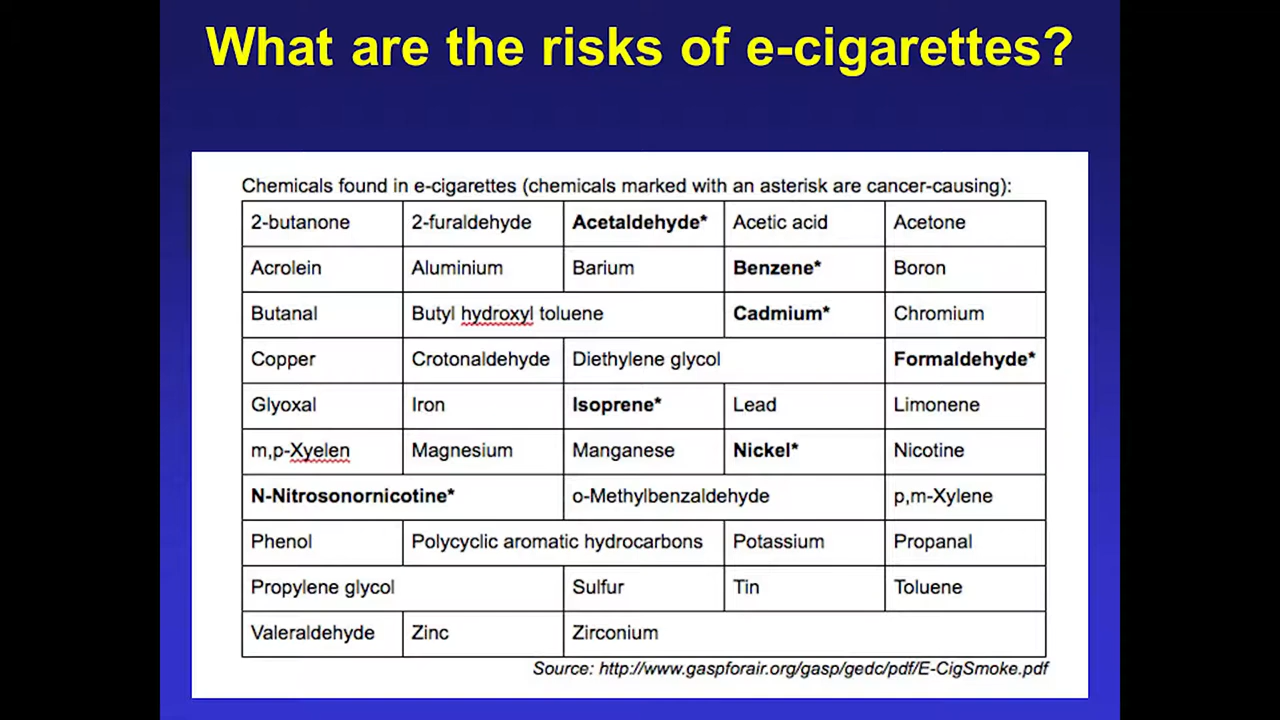 What are the risks of e-cigarettes?
Chemicals found in e-cigarettes (chemicals marked with an asterisk are cancer-causing):
2-butanone 2-furaldehyde Acetaldehyde* Acetic acid Acetone
Acrolein Aluminium Barium Benzene* Boron
Butanal Butyl hydroxyl toluene Cadmium* Chromium
Copper Crotonaldehyde Diethylene glycol Formaldehyde*
Glyoxal Iron Isoprene* Lead Limonene
m,p-Xyelen Magnesium Manganese Nickel* Nicotine
N-Nitrosonornicotine* o-Methylbenzaldehyde p,m-Xylene
Phenol Polycyclic aromatic hydrocarbons Potassium Propanal
Propylene glycol Sulfur Tin Toluene
Valeraldehyde Zinc Zirconium
Source: http://www.gaspforair.org/gasp/gedc/pdf/E-CigSmoke.pdf